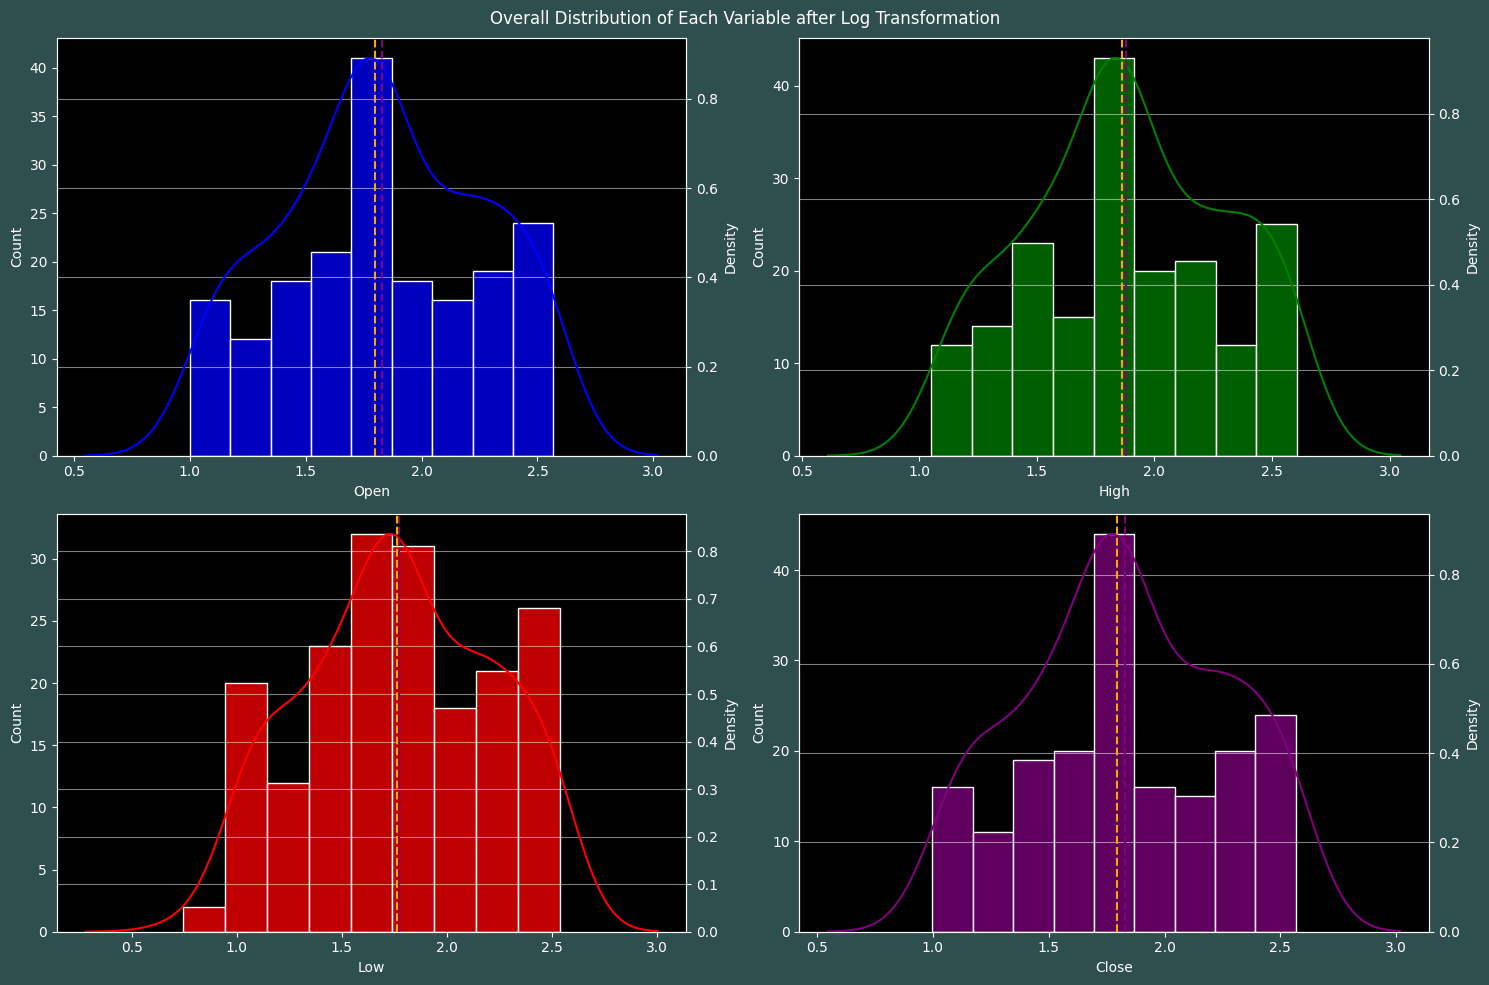 Overall Distribution of Each Variable after Log Transformation
40
35
30
25
20
15
10
5
0
Count
0.5 1.0 1.5 2.0 2.5 3.0
Open
0.8
0.6
0.4
0.2
0.0
Density
40
30
20
10
0
Count
0.5 1.0 1.5 2.0 2.5 3.0
High
0.8
0.6
0.4
0.2
0.0
Density
30
25
20
15
10
5
0
Count
0.5 1.0 1.5 2.0 2.5 3.0
Low
0.8
0.7
0.6
0.5
0.4
0.3
0.2
0.1
0.0
Density
40
30
20
10
0
Count
0.5 1.0 1.5 2.0 2.5 3.0
Close
0.8
0.6
0.4
0.2
0.0
Density